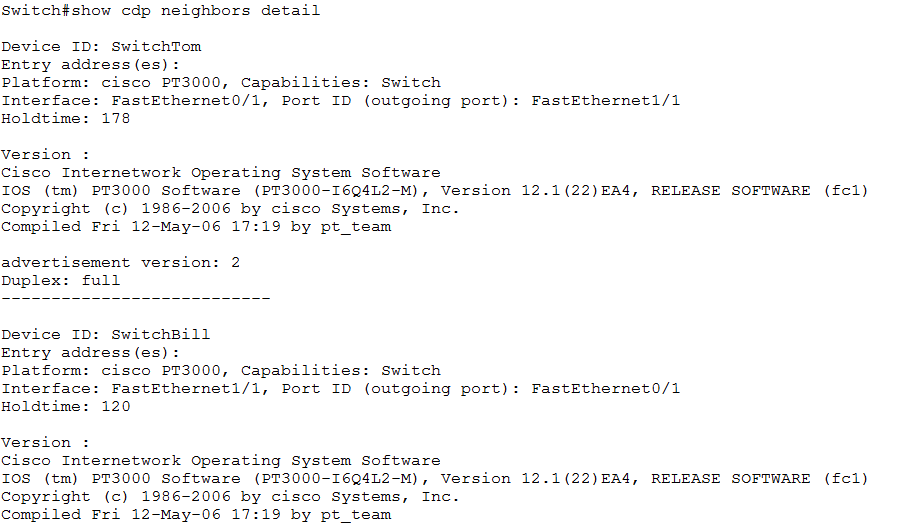 Switch#show cdp neighbors detail
Device ID: SwitchTom
Entry address(es):
Platform: cisco PT3000, Capabilities: Switch
Interface: FastEthernet0/1, Port ID (outgoing port): FastEthernet1/1
Holdtime: 178
Version :
Cisco Internetwork Operating System Software
IOS (tm) PT3000 Software (PT3000-I6Q4L2-M), Version 12.1(22)EA4, RELEASE SOFTWARE (fc1)
Copyright (c) 1986-2006 by cisco Systems, Inc.
Compiled Fri 12-May-06 17:19 by pt_team
advertisement version: 2
Duplex: full
---------------------------
Device ID: SwitchBill
Entry address(es):
Platform: cisco PT3000, Capabilities: Switch
Interface: FastEthernet1/1, Port ID (outgoing port): FastEthernet0/1
Holdtime: 120
Version :
Cisco Internetwork Operating System Software
IOS (tm) PT3000 Software (PT3000-I6Q4L2-M), Version 12.1(22)EA4, RELEASE SOFTWARE (fc1)
Copyright (c) 1986-2006 by cisco Systems, Inc.
Compiled Fri 12-May-06 17:19 by pt_team